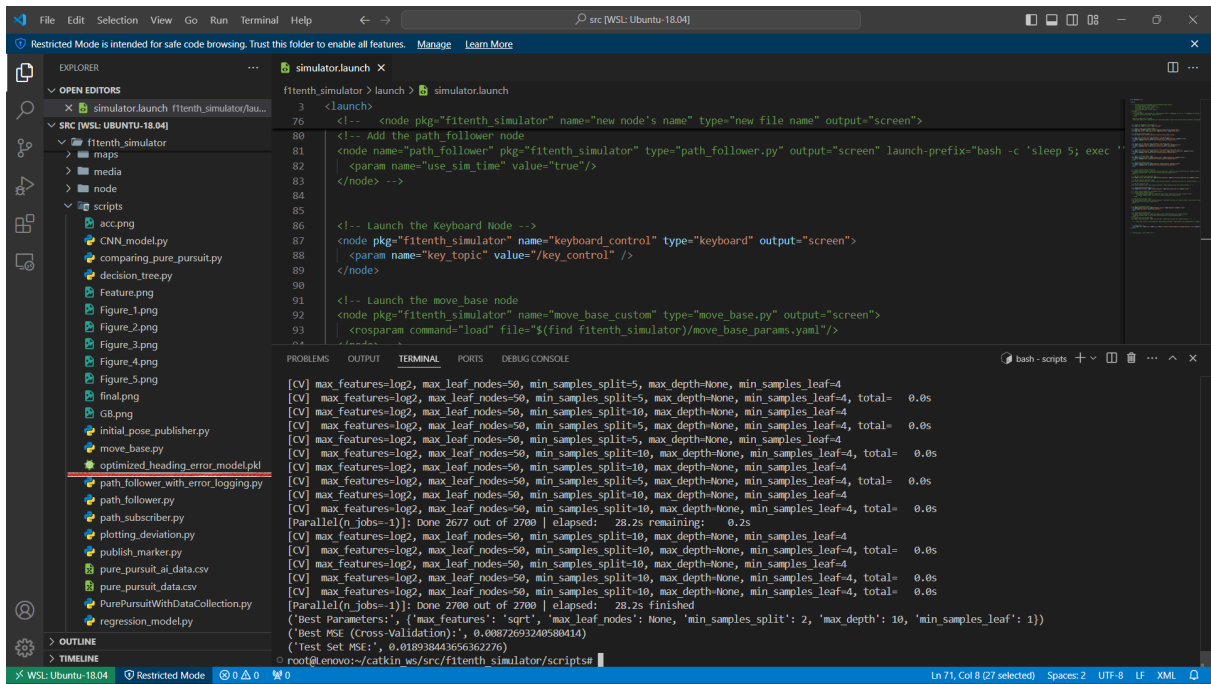 File Edit Selection View Go Run Terminal Help
src [WSL: Ubuntu-18.04]
Restricted Mode is intended for safe code browsing. Trust this folder to enable all features. Manage Learn More
EXPLORER
OPEN EDITORS
simulator.launch f1tenth_simulator/lau...
SRC [WSL: UBUNTU-18.04]
f1tenth_simulator
maps
media
node
scripts
acc.png
CNN_model.py
comparing_pure_pursuit.py
decision_tree.py
Feature.png
Figure_1.png
Figure_2.png
Figure_3.png
Figure_4.png
Figure_5.png
final.png
GB.png
initial_pose_publisher.py
move_base.py
optimized_heading_error_model.pkl
path_follower_with_error_logging.py
path_follower.py
path_subscriber.py
plotting_deviation.py
publish_marker.py
pure_pursuit_ai_data.csv
pure_pursuit_data.csv
PurePursuitWithDataCollection.py
regression_model.py
OUTLINE
TIMELINE
simulator.launch
f1tenth_simulator > launch > simulator.launch
3 <launch>
76 <!-- <node pkg="f1tenth_simulator" name="new node's name" type="new file name" output="screen">
80 <!-- Add the path_follower node
81 <node name="path_follower" pkg="f1tenth_simulator" type="path_follower.py" output="screen" launch-prefix="bash -c 'sleep 5; exec '
82 <param name="use_sim_time" value="true"/>
83 </node> -->
84
85
86 <!-- Launch the Keyboard Node -->
87 <node pkg="f1tenth_simulator" name="keyboard_control" type="keyboard" output="screen">
88 <param name="key_topic" value="/key_control" />
89 </node>
90
91 <!-- Launch the move_base node
92 <node pkg="f1tenth_simulator" name="move_base_custom" type="move_base.py" output="screen">
93 <rosparam command="load" file="$(find f1tenth_simulator)/move_base_params.yaml"/>
PROBLEMS OUTPUT TERMINAL PORTS DEBUG CONSOLE
bash - scripts
[CV] max_features=log2, max_leaf_nodes=50, min_samples_split=5, max_depth=None, min_samples_leaf=4
[CV] max_features=log2, max_leaf_nodes=50, min_samples_split=5, max_depth=None, min_samples_leaf=4, total= 0.0s
[CV] max_features=log2, max_leaf_nodes=50, min_samples_split=10, max_depth=None, min_samples_leaf=4
[CV] max_features=log2, max_leaf_nodes=50, min_samples_split=5, max_depth=None, min_samples_leaf=4, total= 0.0s
[CV] max_features=log2, max_leaf_nodes=50, min_samples_split=5, max_depth=None, min_samples_leaf=4
[CV] max_features=log2, max_leaf_nodes=50, min_samples_split=10, max_depth=None, min_samples_leaf=4, total= 0.0s
[CV] max_features=log2, max_leaf_nodes=50, min_samples_split=10, max_depth=None, min_samples_leaf=4
[CV] max_features=log2, max_leaf_nodes=50, min_samples_split=5, max_depth=None, min_samples_leaf=4, total= 0.0s
[CV] max_features=log2, max_leaf_nodes=50, min_samples_split=10, max_depth=None, min_samples_leaf=4
[CV] max_features=log2, max_leaf_nodes=50, min_samples_split=10, max_depth=None, min_samples_leaf=4, total= 0.0s
[Parallel(n_jobs=-1)]: Done 2677 out of 2700 | elapsed: 28.2s remaining: 0.2s
[CV] max_features=log2, max_leaf_nodes=50, min_samples_split=10, max_depth=None, min_samples_leaf=4
[CV] max_features=log2, max_leaf_nodes=50, min_samples_split=10, max_depth=None, min_samples_leaf=4, total= 0.0s
[CV] max_features=log2, max_leaf_nodes=50, min_samples_split=10, max_depth=None, min_samples_leaf=4
[CV] max_features=log2, max_leaf_nodes=50, min_samples_split=10, max_depth=None, min_samples_leaf=4, total= 0.0s
[CV] max_features=log2, max_leaf_nodes=50, min_samples_split=10, max_depth=None, min_samples_leaf=4, total= 0.0s
[Parallel(n_jobs=-1)]: Done 2700 out of 2700 | elapsed: 28.2s finished
('Best Parameters:', {'max_features': 'sqrt', 'max_leaf_nodes': None, 'min_samples_split': 2, 'max_depth': 10, 'min_samples_leaf': 1})
('Best MSE (Cross-Validation):', 0.00872693240580414)
('Test Set MSE:', 0.018938443656362276)
root@Lenovo:~/catkin_ws/src/f1tenth_simulator/scripts#
WSL: Ubuntu-18.04 Restricted Mode 0 0 0 Ln 71, Col 8 (27 selected) Spaces: 2 UTF-8 LF XML